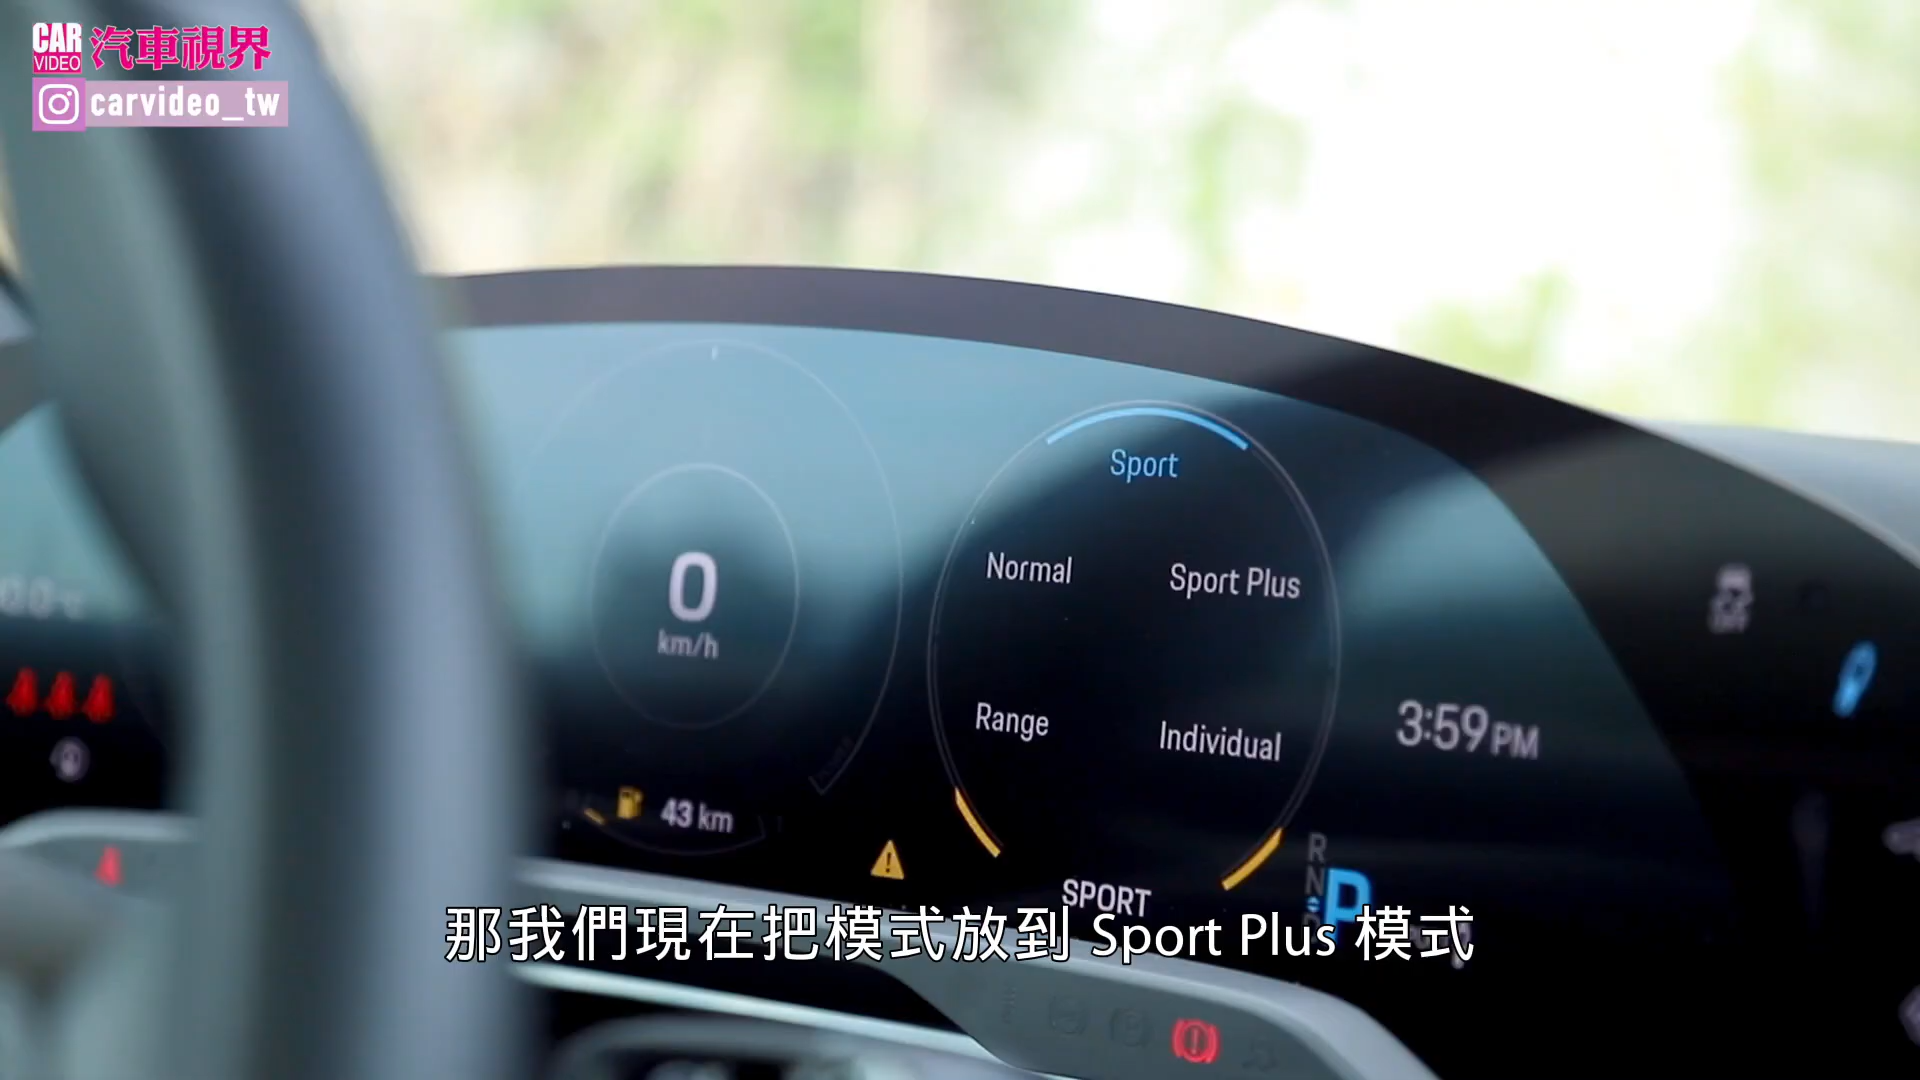 CAR
VIDEO
汽車視界
carvideo_tw
Sport
Normal
Sport Plus
0
km/h
Range
Individual
3:59 PM
43 km
R
N
P
SPORT
那我們現在把模式放到 Sport Plus 模式